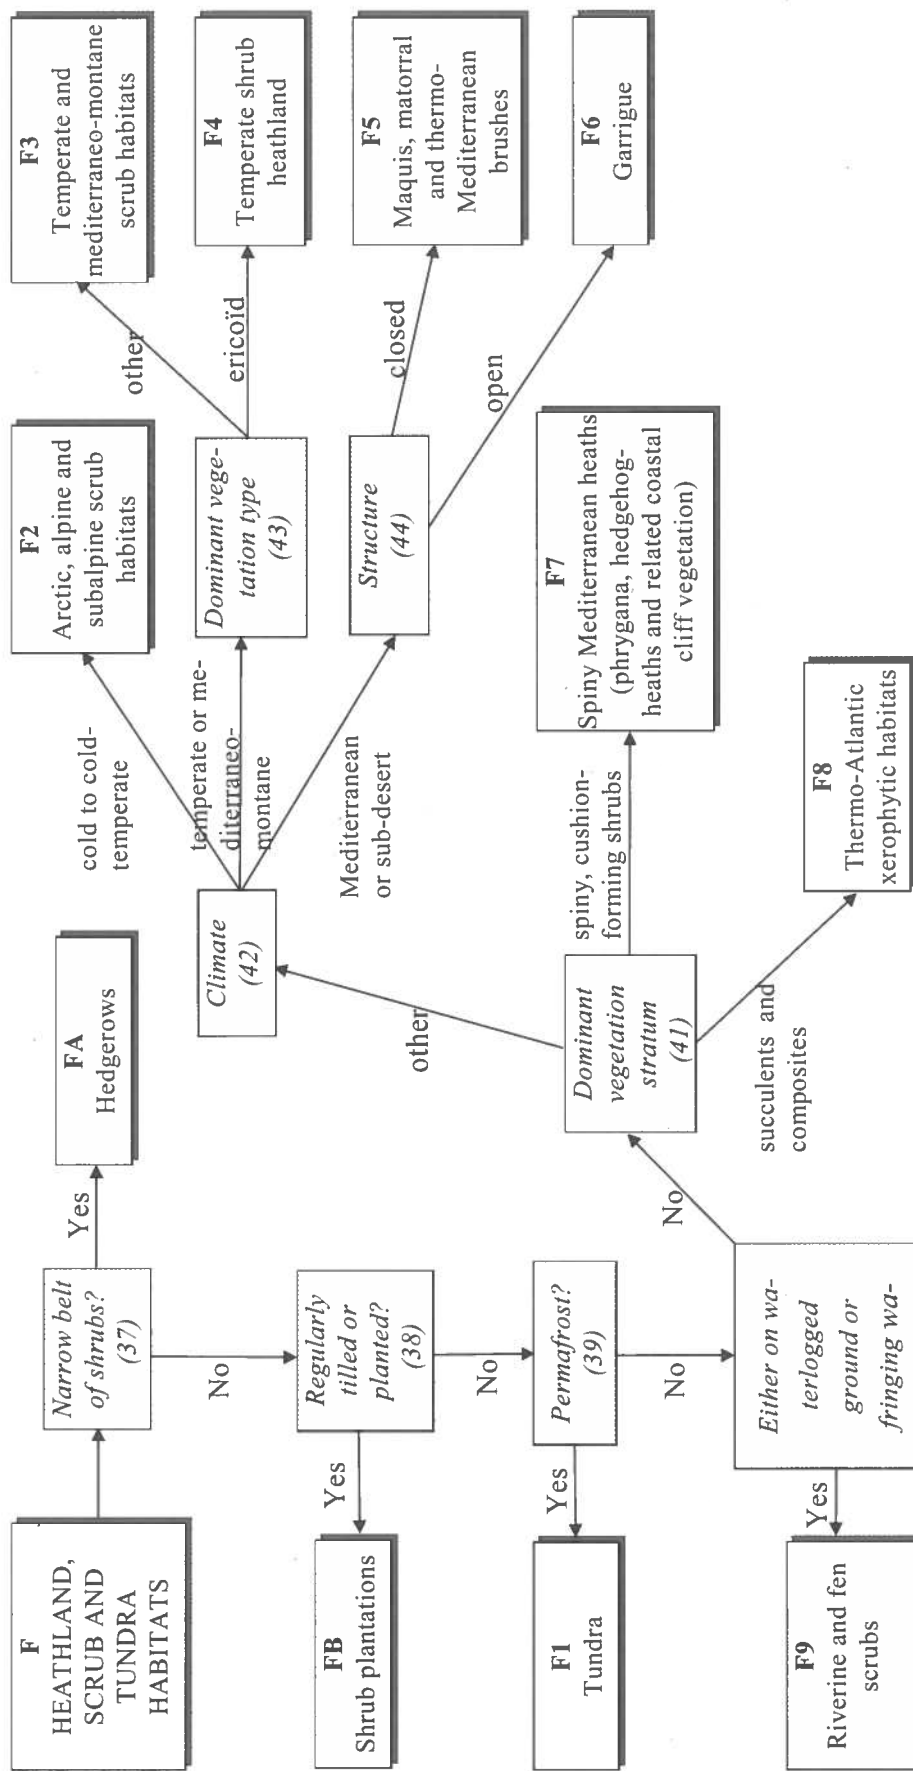 F
HEATHLAND,
SCRUB AND
TUNDRA
HABITATS
Narrow belt
of shrubs?
(37)
Yes
FA
Hedgerows
No
Regularly
tilled or
planted?
(38)
Yes
FB
Shrub plantations
No
Permafrost?
(39)
Yes
F1
Tundra
No
Either on wa-
terlogged
ground or
fringing wa-
Yes
F9
Riverine and fen
scrubs
No
Dominant
vegetation
stratum
(41)
spiny, cushion-
forming shrubs
F7
Spiny Mediterranean heaths
(phrygana, hedgehog-
heaths and related coastal
cliff vegetation)
succulents and
composites
F8
Thermo-Atlantic
xerophytic habitats
other
Climate
(42)
cold to cold-
temperate
F2
Arctic, alpine and
subalpine scrub
habitats
temperate or me-
diterraneo-
montane
Dominant vege-
tation type
(43)
other
F3
Temperate and
mediterraneo-montane
scrub habitats
ericoïd
F4
Temperate shrub
heathland
Mediterranean
or sub-desert
Structure
(44)
closed
F5
Maquis, matorral
and thermo-
Mediterranean
brushes
open
F6
Garrigue